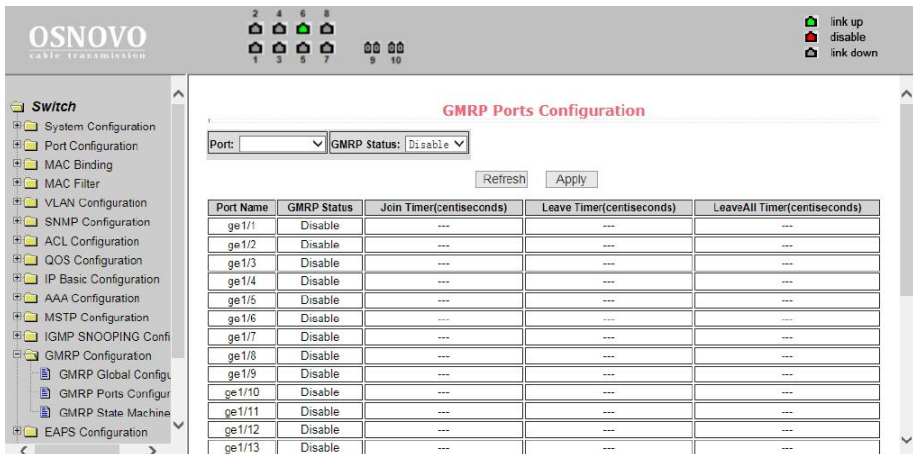 OSNOVO
cable transmission
2 4 6 8
1 3 5 7 9 10
link up
disable
link down
Switch
System Configuration
Port Configuration
MAC Binding
MAC Filter
VLAN Configuration
SNMP Configuration
ACL Configuration
QOS Configuration
IP Basic Configuration
AAA Configuration
MSTP Configuration
IGMP SNOOPING Confi
GMRP Configuration
GMRP Global Configu
GMRP Ports Configur
GMRP State Machine
EAPS Configuration
GMRP Ports Configuration
Port: GMRP Status: Disable
Refresh Apply
Port Name GMRP Status Join Timer(centiseconds) Leave Timer(centiseconds) LeaveAll Timer(centiseconds)
ge1/1 Disable --- --- ---
ge1/2 Disable --- --- ---
ge1/3 Disable --- --- ---
ge1/4 Disable --- --- ---
ge1/5 Disable --- --- ---
ge1/6 Disable --- --- ---
ge1/7 Disable --- --- ---
ge1/8 Disable --- --- ---
ge1/9 Disable --- --- ---
ge1/10 Disable --- --- ---
ge1/11 Disable --- --- ---
ge1/12 Disable --- --- ---
ge1/13 Disable --- --- ---